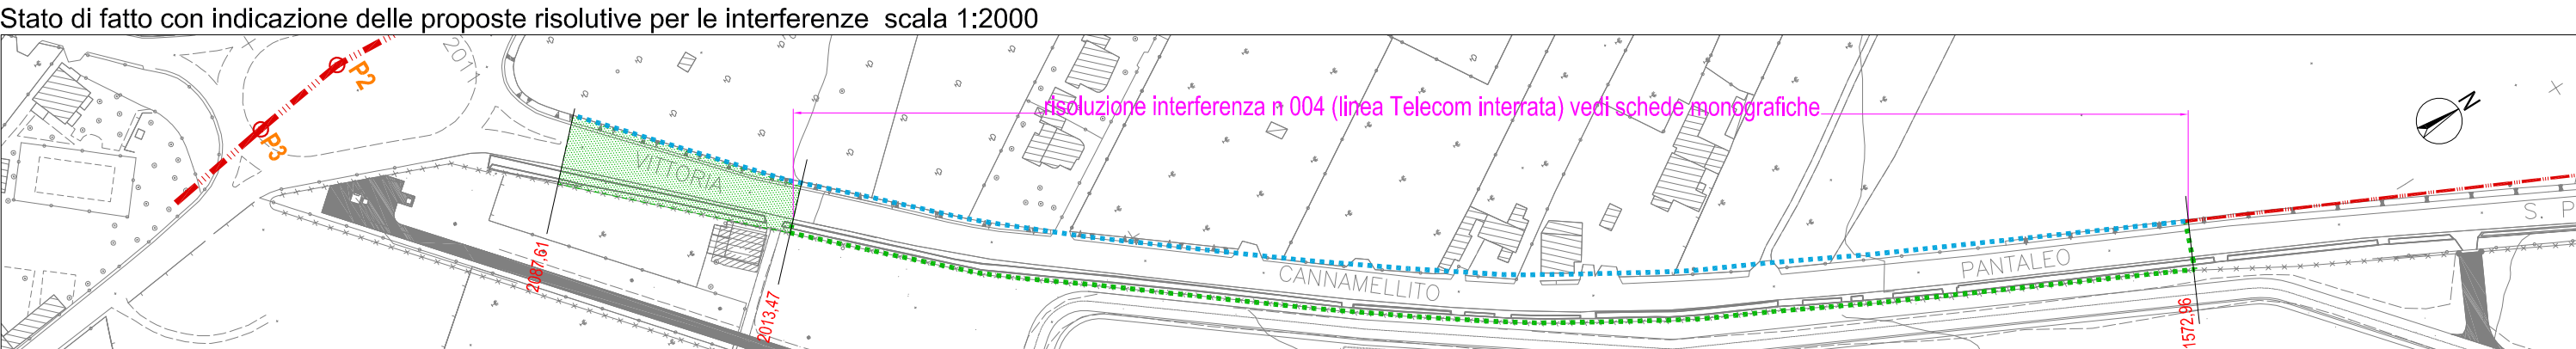 Stato di fatto con indicazione delle proposte risolutive per le interferenze scala 1:2000
P2
P3
risoluzione interferenza n 004 (linea Telecom interrata) vedi schede monografiche
N
VITTORIA
CANNAMELLITO
PANTALEO
S. P
2087,61
2013,47
1572,96